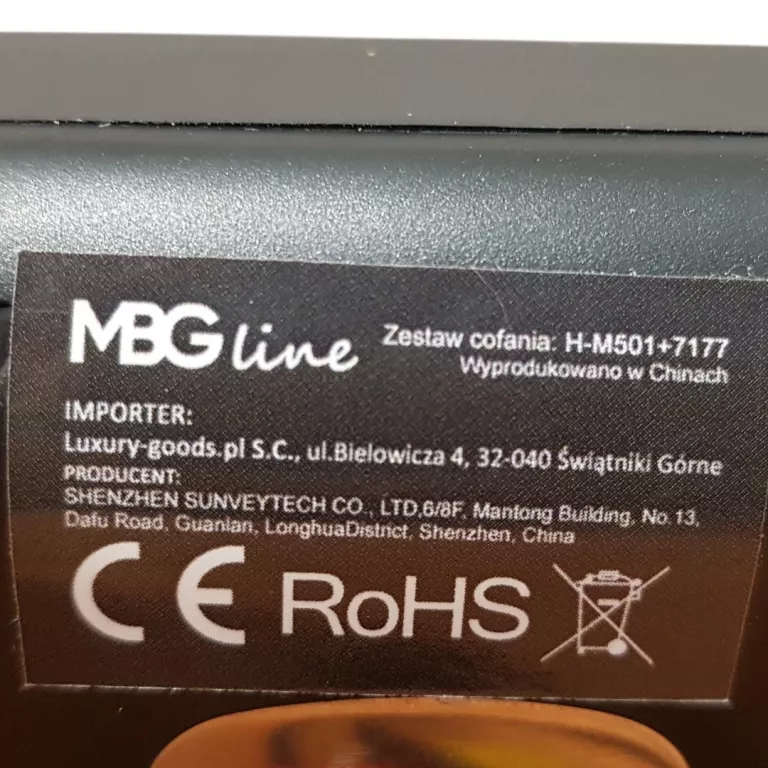 MBG line
Zestaw cofania: H-M501+7177
Wyprodukowano w Chinach
IMPORTER:
Luxury-goods.pl S.C., ul.Bielowicza 4, 32-040 Świątniki Górne
PRODUCENT:
SHENZHEN SUNVEYTECH CO., LTD,6/8F, Mantong Building, No.13,
Dafu Road, Guanlan, LonghuaDistrict, Shenzhen, China
CE RoHS